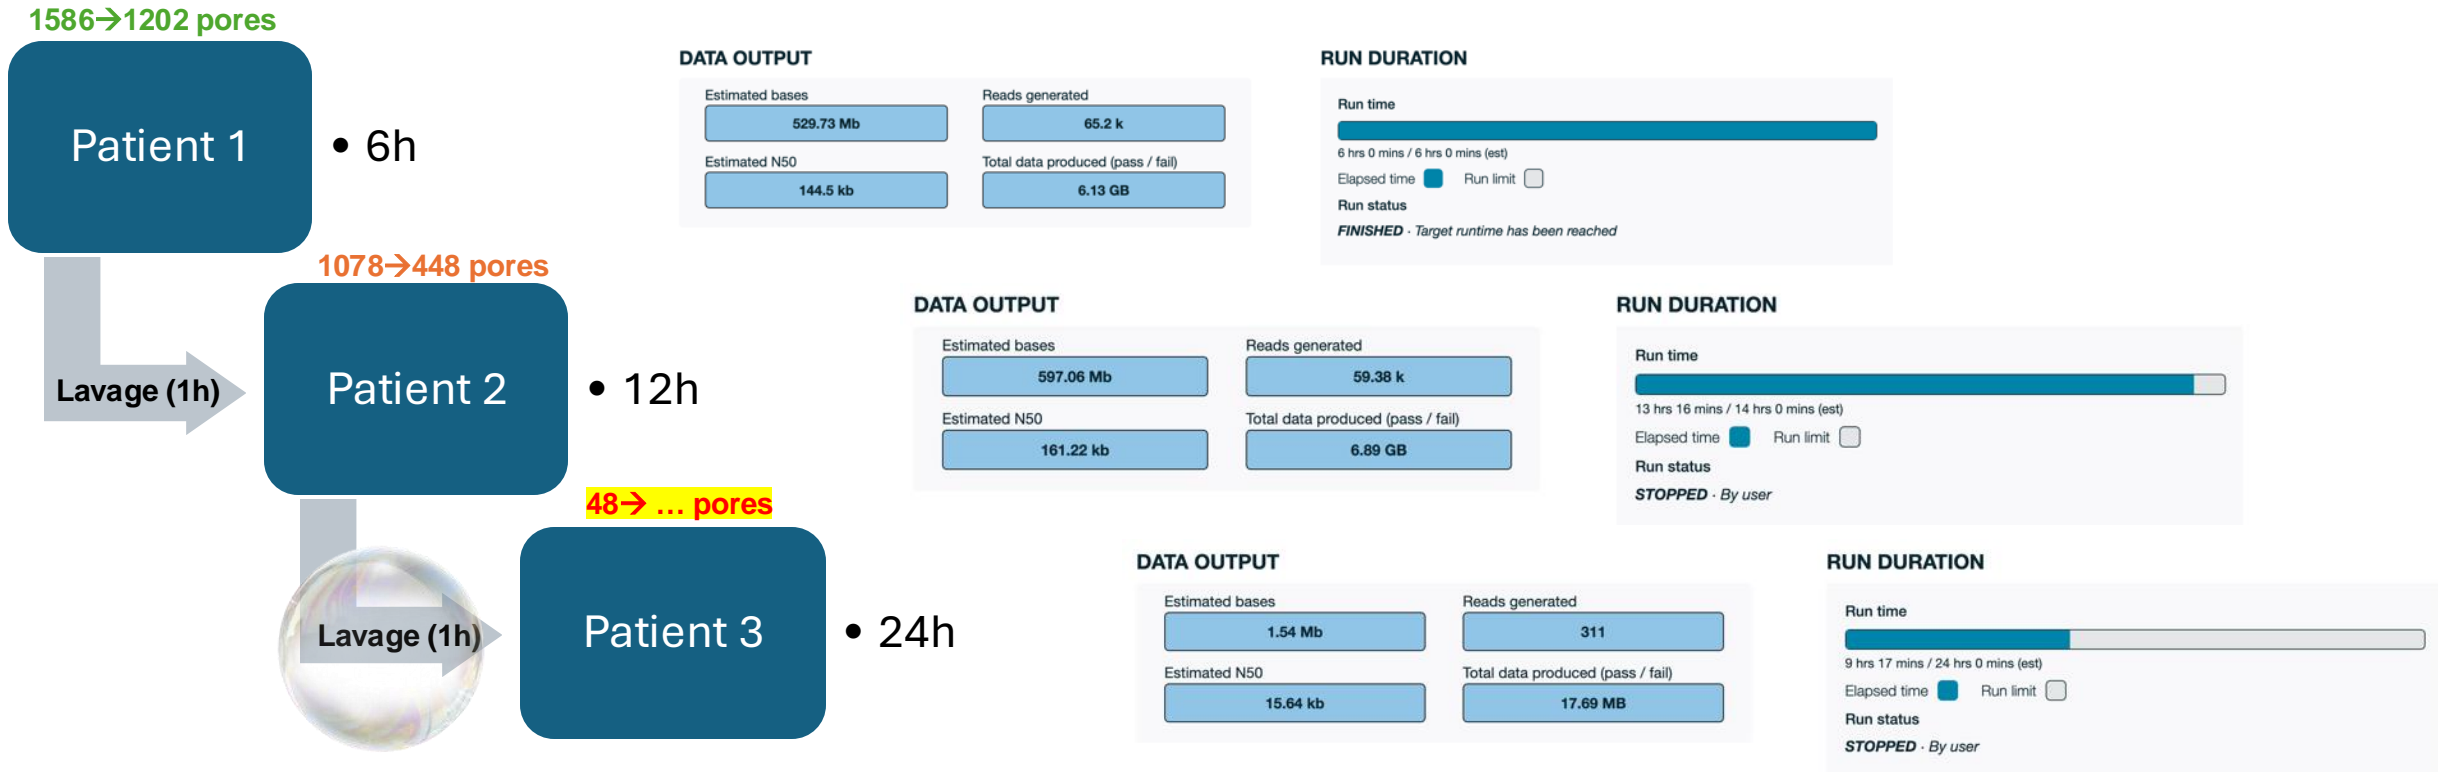 1586→1202 pores
Patient 1
• 6h
DATA OUTPUT
Estimated bases
529.73 Mb
Reads generated
65.2 k
Estimated N50
144.5 kb
Total data produced (pass / fail)
6.13 GB
RUN DURATION
Run time
6 hrs 0 mins / 6 hrs 0 mins (est)
Elapsed time
Run limit
Run status
FINISHED · Target runtime has been reached
Lavage (1h)
1078→448 pores
Patient 2
• 12h
DATA OUTPUT
Estimated bases
597.06 Mb
Reads generated
59.38 k
Estimated N50
161.22 kb
Total data produced (pass / fail)
6.89 GB
RUN DURATION
Run time
13 hrs 16 mins / 14 hrs 0 mins (est)
Elapsed time
Run limit
Run status
STOPPED · By user
Lavage (1h)
48→ … pores
Patient 3
• 24h
DATA OUTPUT
Estimated bases
1.54 Mb
Reads generated
311
Estimated N50
15.64 kb
Total data produced (pass / fail)
17.69 MB
RUN DURATION
Run time
9 hrs 17 mins / 24 hrs 0 mins (est)
Elapsed time
Run limit
Run status
STOPPED · By user